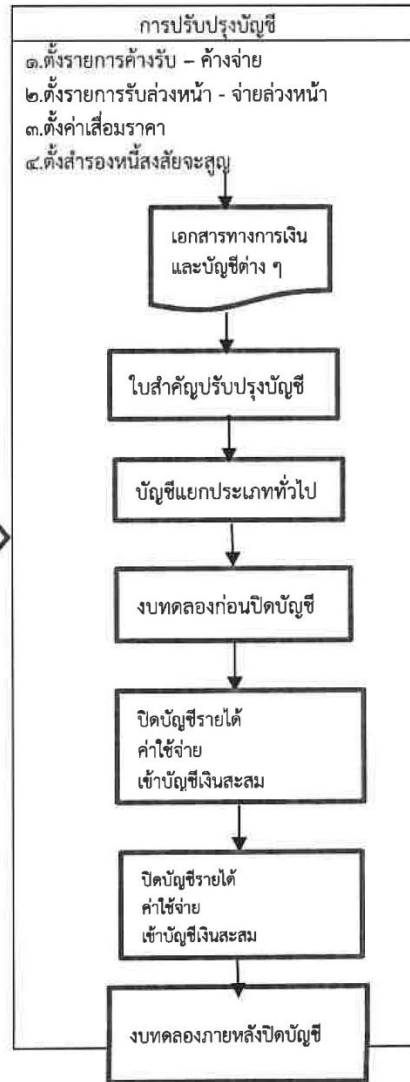 การปรับปรุงบัญชี
๑.ตั้งรายการค้างรับ – ค้างจ่าย
๒.ตั้งรายการรับล่วงหน้า - จ่ายล่วงหน้า
๓.ตั้งค่าเสื่อมราคา
๔.ตั้งสำรองหนี้สงสัยจะสูญ
เอกสารทางการเงิน
และบัญชีต่าง ๆ
ใบสำคัญปรับปรุงบัญชี
บัญชีแยกประเภททั่วไป
งบทดลองก่อนปิดบัญชี
ปิดบัญชีรายได้
ค่าใช้จ่าย
เข้าบัญชีเงินสะสม
ปิดบัญชีรายได้
ค่าใช้จ่าย
เข้าบัญชีเงินสะสม
งบทดลองภายหลังปิดบัญชี